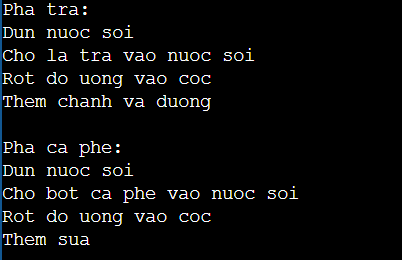 Pha tra:
Dun nuoc soi
Cho la tra vao nuoc soi
Rot do uong vao coc
Them chanh va duong

Pha ca phe:
Dun nuoc soi
Cho bot ca phe vao nuoc soi
Rot do uong vao coc
Them sua